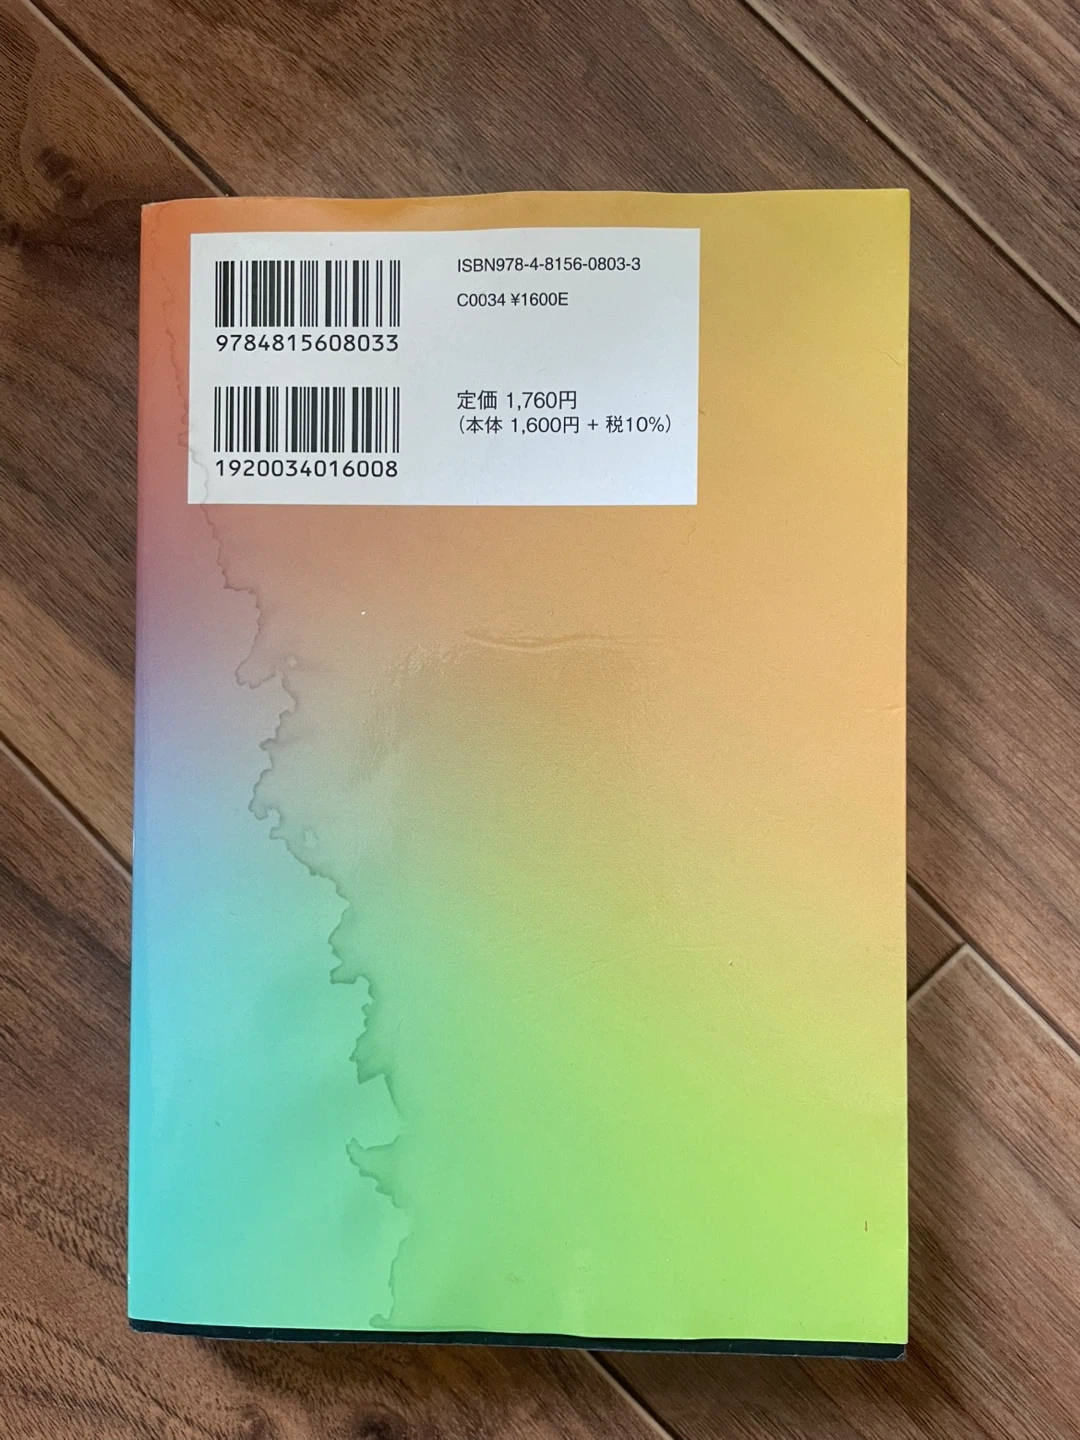 ISBN978-4-8156-0803-3
C0034 ¥1600E
9784815608033
定価 1,760円
（本体 1,600円 + 税10%）
1920034016008